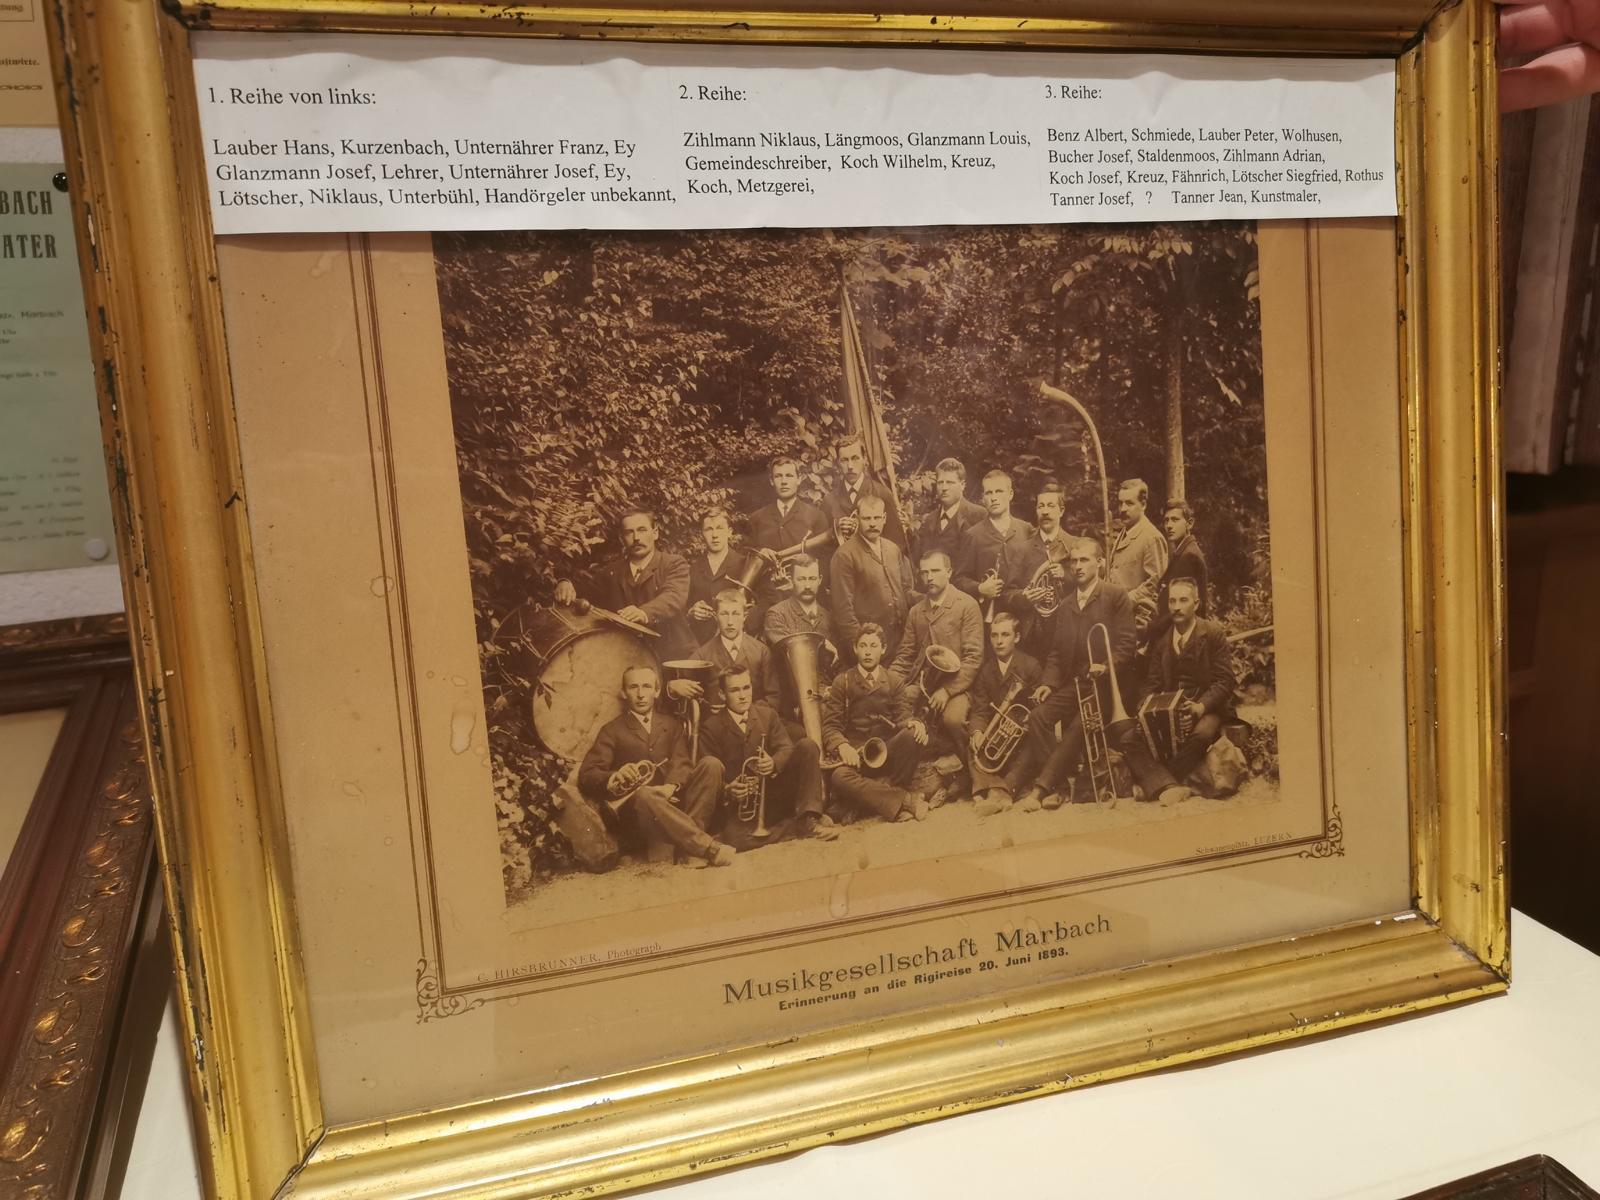 1. Reihe von links:
Lauber Hans, Kurzenbach, Unternährer Franz, Ey
Glanzmann Josef, Lehrer, Unternährer Josef, Ey,
Lötscher, Niklaus, Unterbühl, Handörgeler unbekannt,
2. Reihe:
Zihlmann Niklaus, Längmoos, Glanzmann Louis,
Gemeindeschreiber, Koch Wilhelm, Kreuz,
Koch, Metzgerei,
3. Reihe:
Benz Albert, Schmiede, Lauber Peter, Wolhusen,
Bucher Josef, Staldenmoos, Zihlmann Adrian,
Koch Josef, Kreuz, Fähnrich, Lötscher Siegfried, Rothus
Tanner Josef, ? Tanner Jean, Kunstmaler,
C. HIRSBRUNNER, Photograph
Schwanenplatz, LUZERN
Musikgesellschaft Marbach
Erinnerung an die Rigireise 20. Juni 1893.
BACH
ATER
Marbach